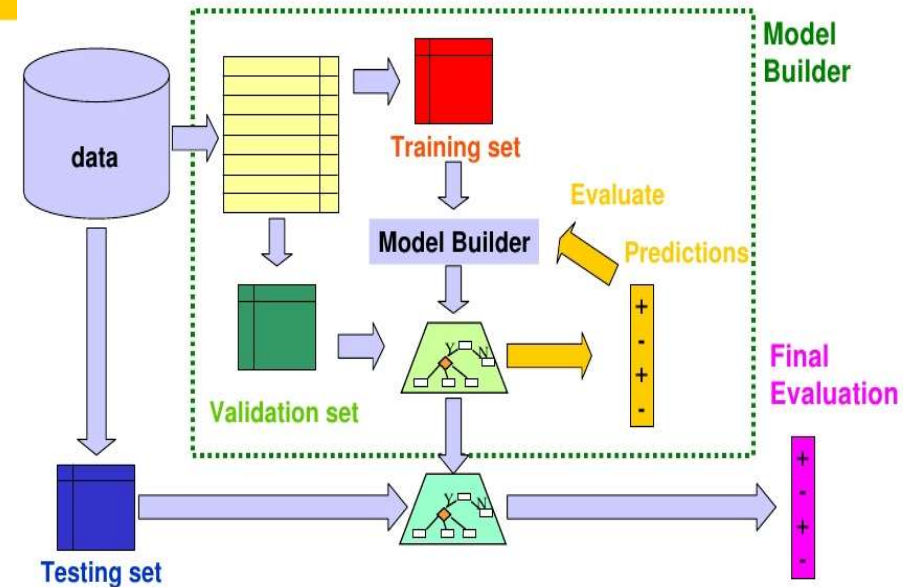 Model
Builder
data
Training set
Evaluate
Model Builder
Predictions
+
-
+
-
Y
N
Validation set
Final
Evaluation
+
-
+
-
Y
N
Testing set